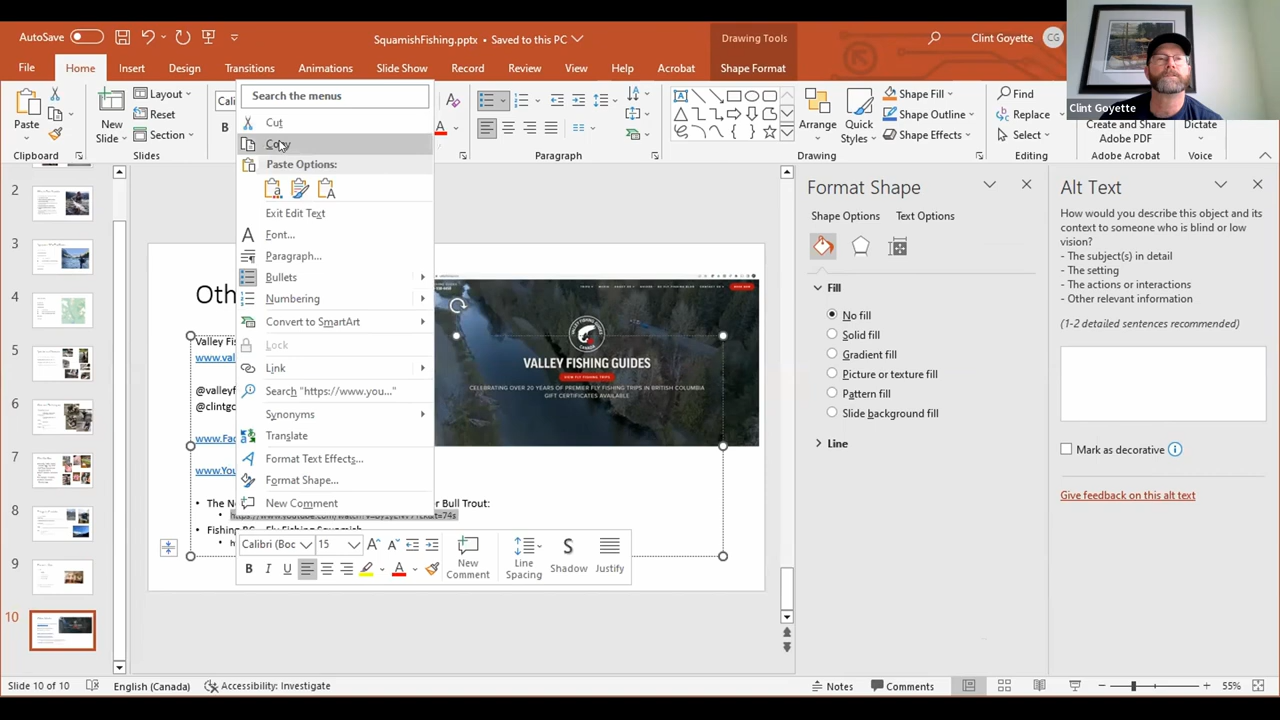 AutoSave
SquamishFishing.pptx • Saved to this PC
Drawing Tools
Clint Goyette
CG
File
Home
Insert
Design
Transitions
Animations
Slide Show
Record
Review
View
Help
Acrobat
Shape Format
Clint Goyette
Paste
New
Slide
Layout
Reset
Section
B
A
Arrange
Quick
Styles
Shape Fill
Shape Outline
Shape Effects
Find
Replace
Select
Create and Share
Adobe PDF
Dictate
Clipboard
Slides
Paragraph
Drawing
Editing
Adobe Acrobat
Voice
Search the menus
Cut
Copy
Paste Options:
Exit Edit Text
Font...
Paragraph...
Bullets
Numbering
Convert to SmartArt
Lock
Link
Search "https://www.you..."
Synonyms
Translate
Format Text Effects...
Format Shape...
New Comment
2
3
4
5
6
7
8
9
10
VALLEY FISHING GUIDES
CELEBRATING OVER 20 YEARS OF PREMIER FLY FISHING TRIPS IN BRITISH COLUMBIA
GIFT CERTIFICATES AVAILABLE
Bull Trout:
Calibri (Boc
15
B I U
A
New
Comment
Line
Spacing
Shadow
Justify
Format Shape
Shape Options
Text Options
Fill
No fill
Solid fill
Gradient fill
Picture or texture fill
Pattern fill
Slide background fill
Line
Alt Text
How would you describe this object and its
context to someone who is blind or low
vision?
- The subject(s) in detail
- The setting
- The actions or interactions
- Other relevant information
(1-2 detailed sentences recommended)
Mark as decorative
Give feedback on this alt text
Slide 10 of 10
English (Canada)
Accessibility: Investigate
Notes
Comments
55%